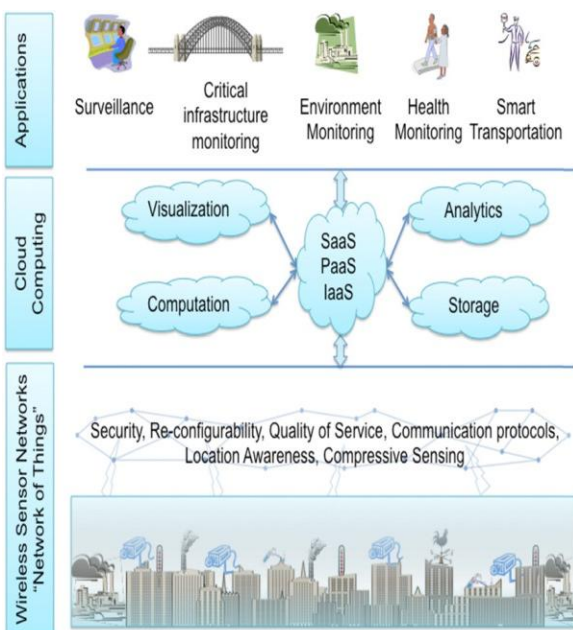 Applications
Surveillance
Critical
infrastructure
monitoring
Environment
Monitoring
Health
Monitoring
Smart
Transportation
Cloud
Computing
Visualization
Computation
SaaS
PaaS
IaaS
Analytics
Storage
Wireless Sensor Networks
“Network of Things”
Security, Re-configurability, Quality of Service, Communication protocols,
Location Awareness, Compressive Sensing